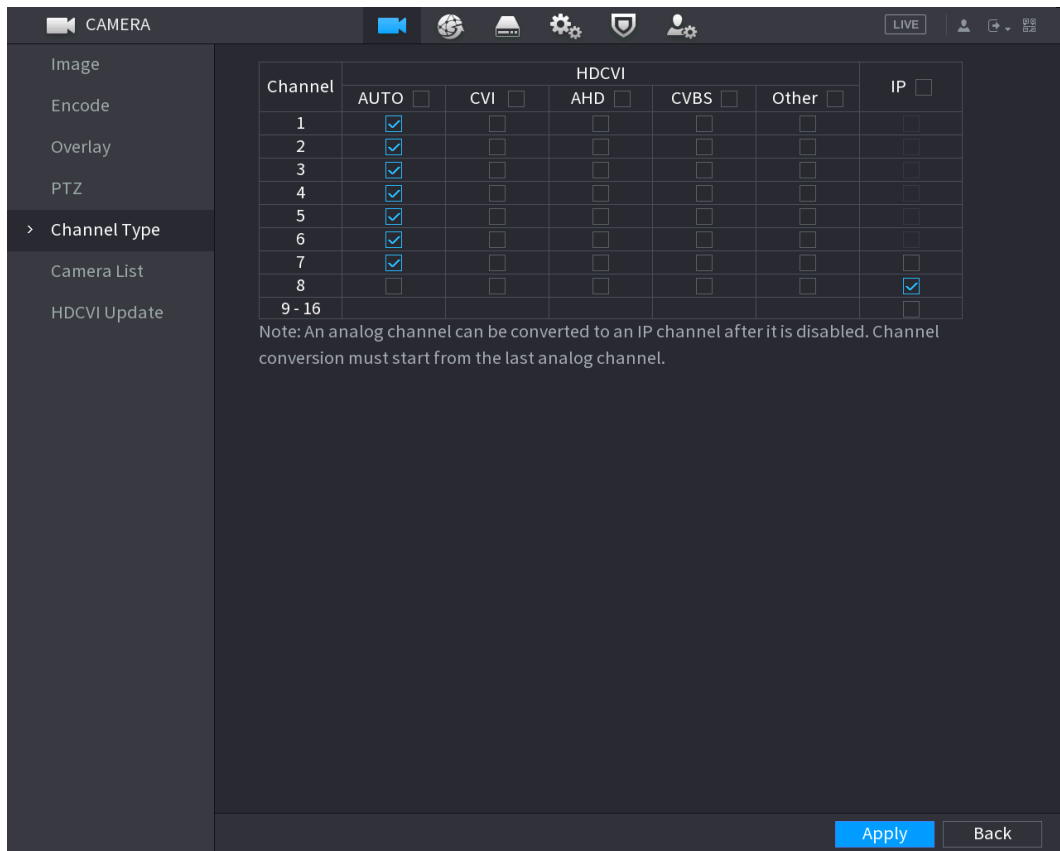 CAMERA
LIVE
Image
Encode
Overlay
PTZ
> Channel Type
Camera List
HDCVI Update
Channel HDCVI IP
AUTO CVI AHD CVBS Other
1
2
3
4
5
6
7
8
9 - 16
Note: An analog channel can be converted to an IP channel after it is disabled. Channel
conversion must start from the last analog channel.
Apply Back